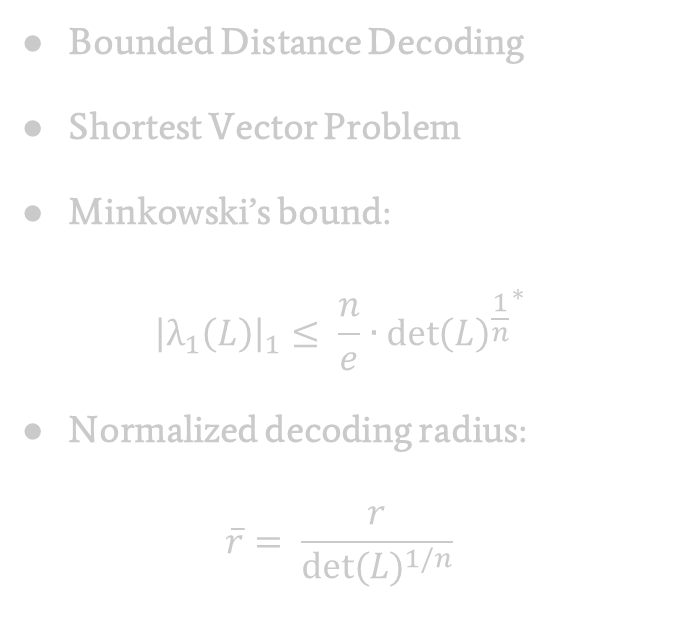 ● Bounded Distance Decoding
● Shortest Vector Problem
● Minkowski’s bound:
|λ₁(L)|₁ ≤ n/e · det(L)^(1/n)*
● Normalized decoding radius:
r̄ = r / det(L)^(1/n)